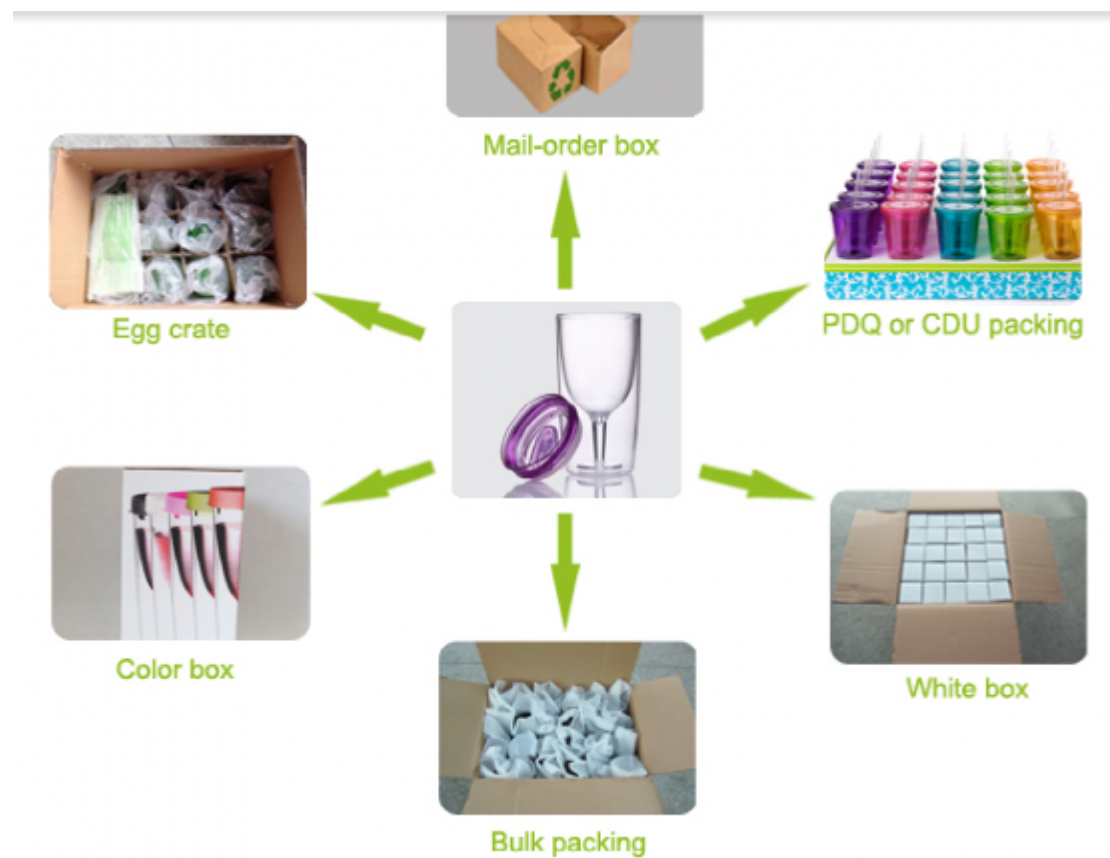 Mail-order box
Egg crate
PDQ or CDU packing
Color box
White box
Bulk packing